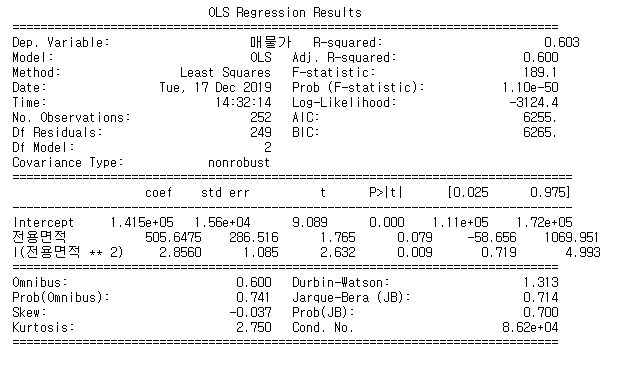 OLS Regression Results
==============================================================================
Dep. Variable: 매물가 R-squared: 0.603
Model: OLS Adj. R-squared: 0.600
Method: Least Squares F-statistic: 189.1
Date: Tue, 17 Dec 2019 Prob (F-statistic): 1.10e-50
Time: 14:32:14 Log-Likelihood: -3124.4
No. Observations: 252 AIC: 6255.
Df Residuals: 249 BIC: 6265.
Df Model: 2
Covariance Type: nonrobust
==============================================================================
coef std err t P>|t| [0.025 0.975]
------------------------------------------------------------------------------
Intercept 1.415e+05 1.56e+04 9.089 0.000 1.11e+05 1.72e+05
전용면적 505.6475 286.516 1.765 0.079 -58.656 1069.951
I(전용면적 ** 2) 2.8560 1.085 2.632 0.009 0.719 4.993
==============================================================================
Omnibus: 0.600 Durbin-Watson: 1.313
Prob(Omnibus): 0.741 Jarque-Bera (JB): 0.714
Skew: -0.037 Prob(JB): 0.700
Kurtosis: 2.750 Cond. No. 8.62e+04
==============================================================================